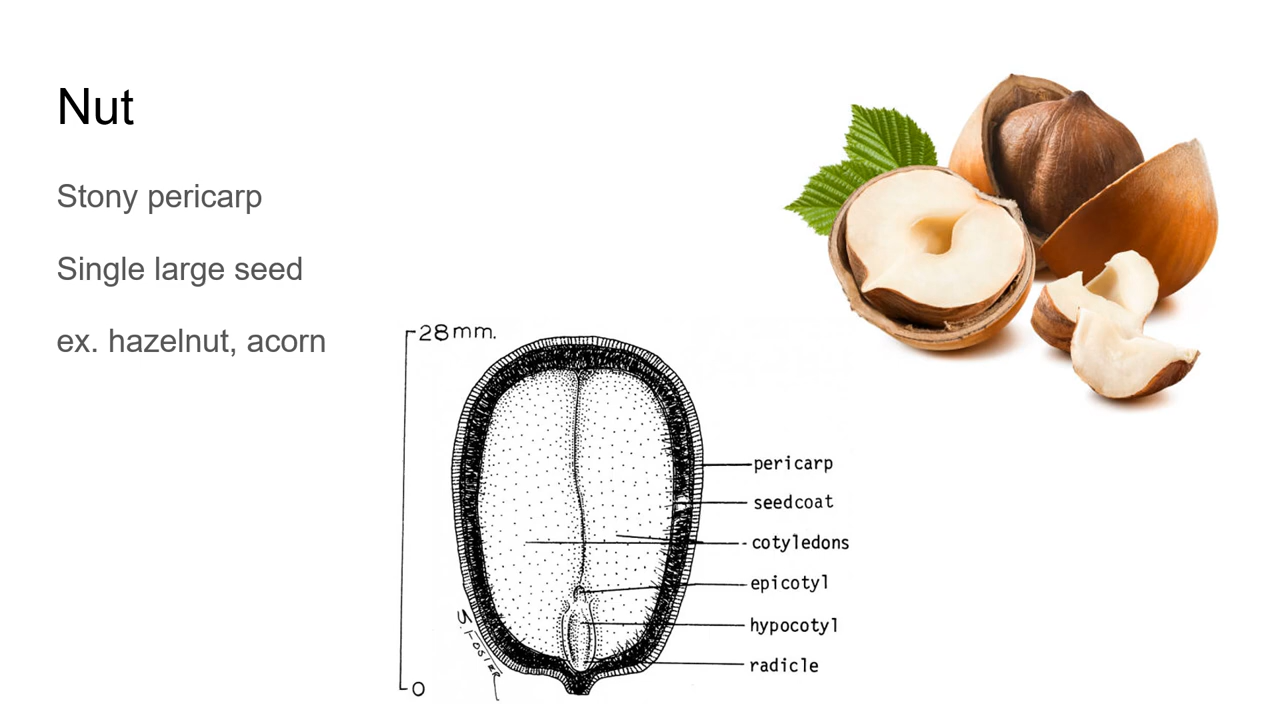 Nut
Stony pericarp
Single large seed
ex. hazelnut, acorn
28mm.
pericarp
seedcoat
cotyledons
epicotyl
hypocotyl
radicle
S. FOSTER
0